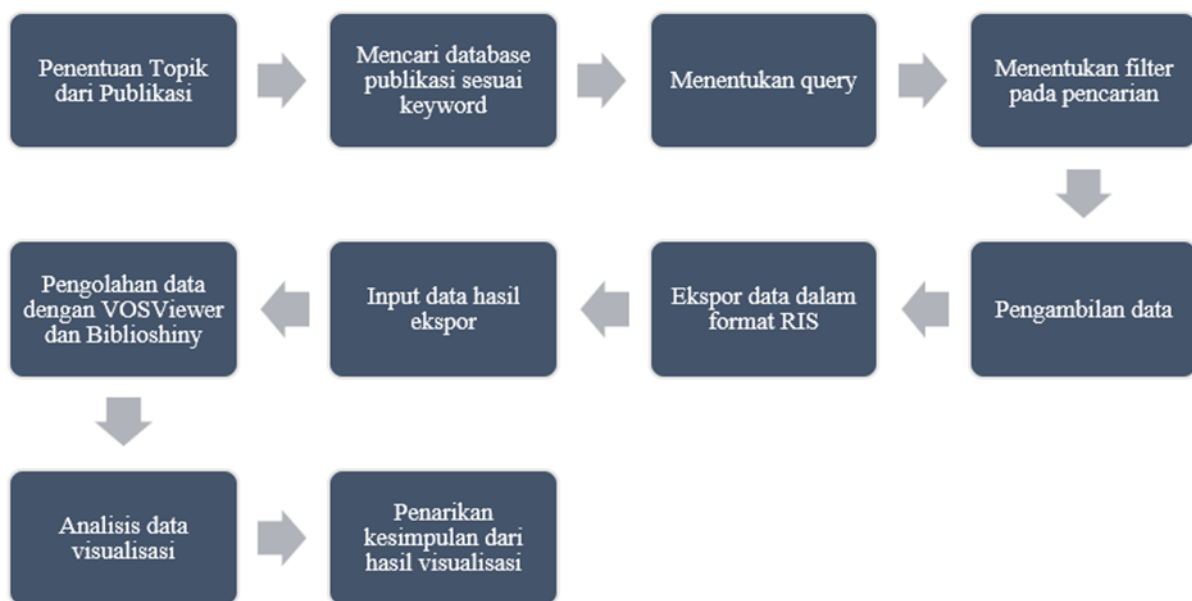 Penentuan Topik
dari Publikasi
Mencari database
publikasi sesuai
keyword
Menentukan query
Menentukan filter
pada pencarian
Pengambilan data
Ekspor data dalam
format RIS
Input data hasil
ekspor
Pengolahan data
dengan VOSViewer
dan Biblioshiny
Analisis data
visualisasi
Penarikan
kesimpulan dari
hasil visualisasi